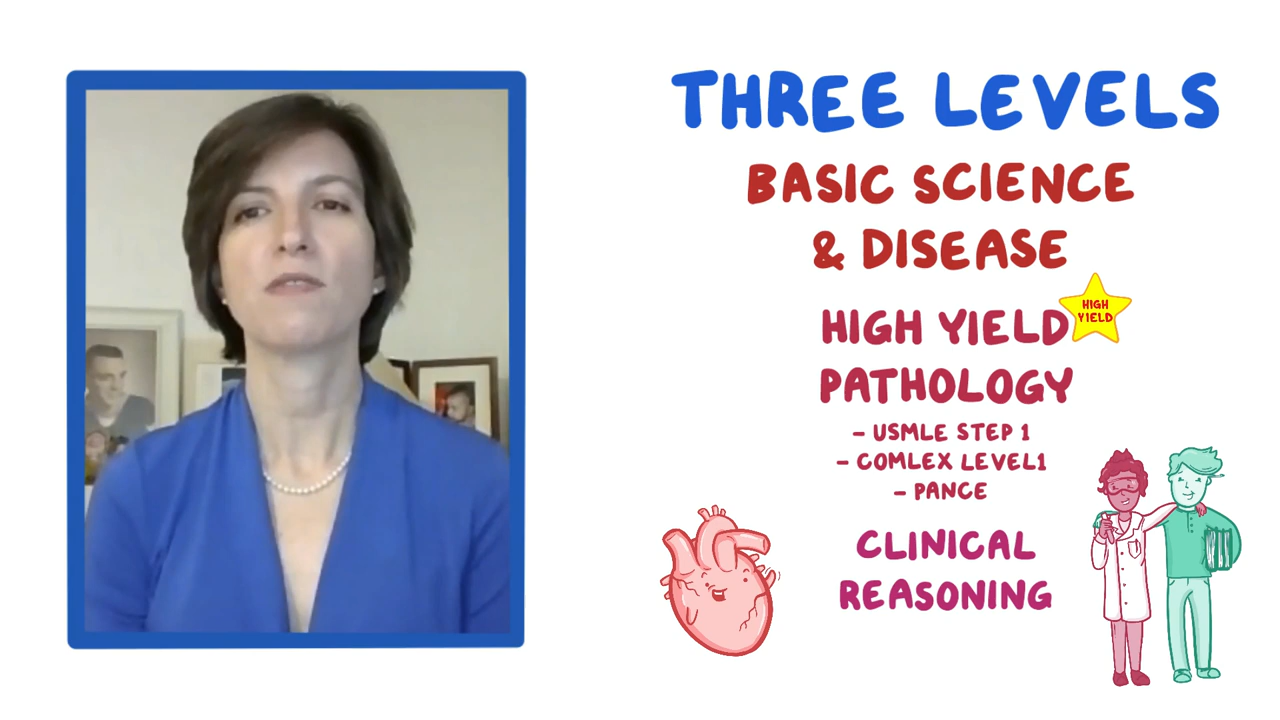 THREE LEVELS
BASIC SCIENCE
& DISEASE
HIGH YIELD
HIGH
YIELD
PATHOLOGY
- USMLE STEP 1
- COMLEX LEVEL1
- PANCE
CLINICAL
REASONING